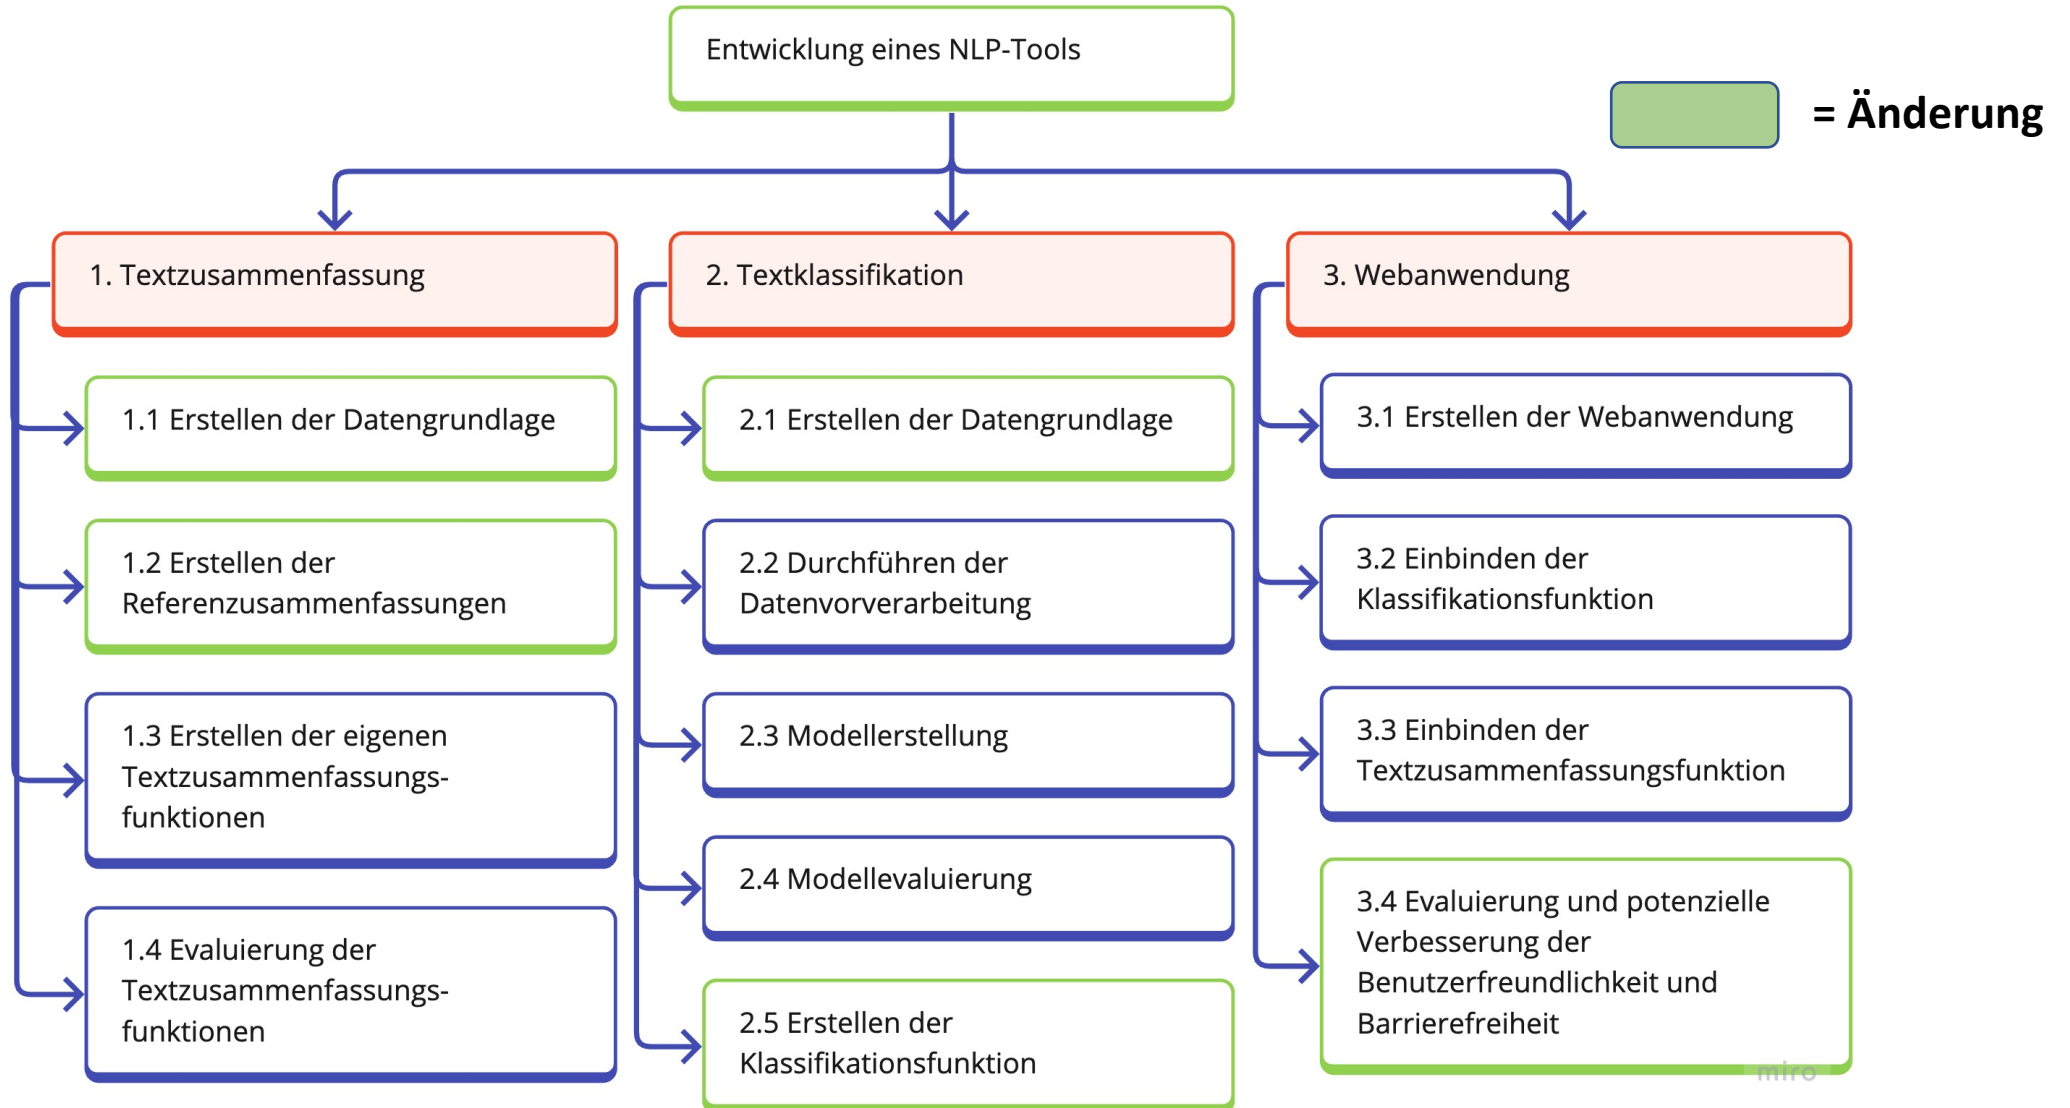 Entwicklung eines NLP-Tools
= Änderung
1. Textzusammenfassung
1.1 Erstellen der Datengrundlage
1.2 Erstellen der
Referenzusammenfassungen
1.3 Erstellen der eigenen
Textzusammenfassungs-
funktionen
1.4 Evaluierung der
Textzusammenfassungs-
funktionen
2. Textklassifikation
2.1 Erstellen der Datengrundlage
2.2 Durchführen der
Datenvorverarbeitung
2.3 Modellerstellung
2.4 Modellevaluierung
2.5 Erstellen der
Klassifikationsfunktion
3. Webanwendung
3.1 Erstellen der Webanwendung
3.2 Einbinden der
Klassifikationsfunktion
3.3 Einbinden der
Textzusammenfassungsfunktion
3.4 Evaluierung und potenzielle
Verbesserung der
Benutzerfreundlichkeit und
Barrierefreiheit
miro